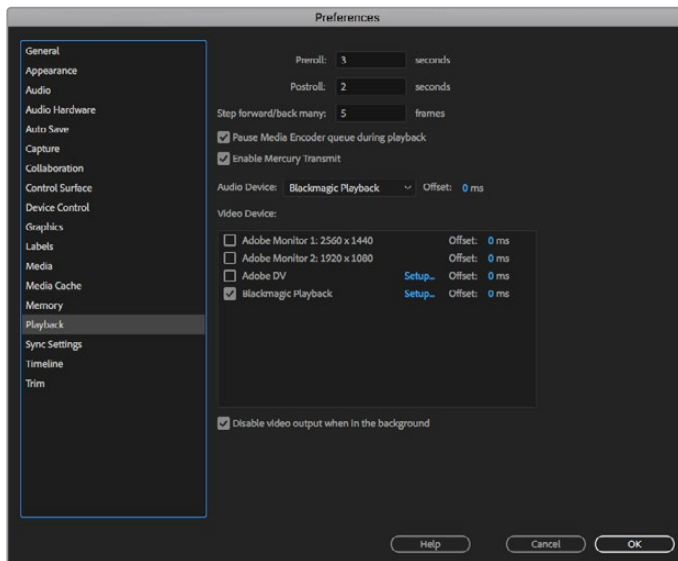 Preferences
General
Appearance
Audio
Audio Hardware
Auto Save
Capture
Collaboration
Control Surface
Device Control
Graphics
Labels
Media
Media Cache
Memory
Playback
Sync Settings
Timeline
Trim
Preroll: 3 seconds
Postroll: 2 seconds
Step forward/back many: 5 frames
Pause Media Encoder queue during playback
Enable Mercury Transmit
Audio Device: Blackmagic Playback Offset: 0 ms
Video Device:
Adobe Monitor 1: 2560 x 1440 Offset: 0 ms
Adobe Monitor 2: 1920 x 1080 Offset: 0 ms
Adobe DV Setup... Offset: 0 ms
Blackmagic Playback Setup... Offset: 0 ms
Disable video output when in the background
Help Cancel OK